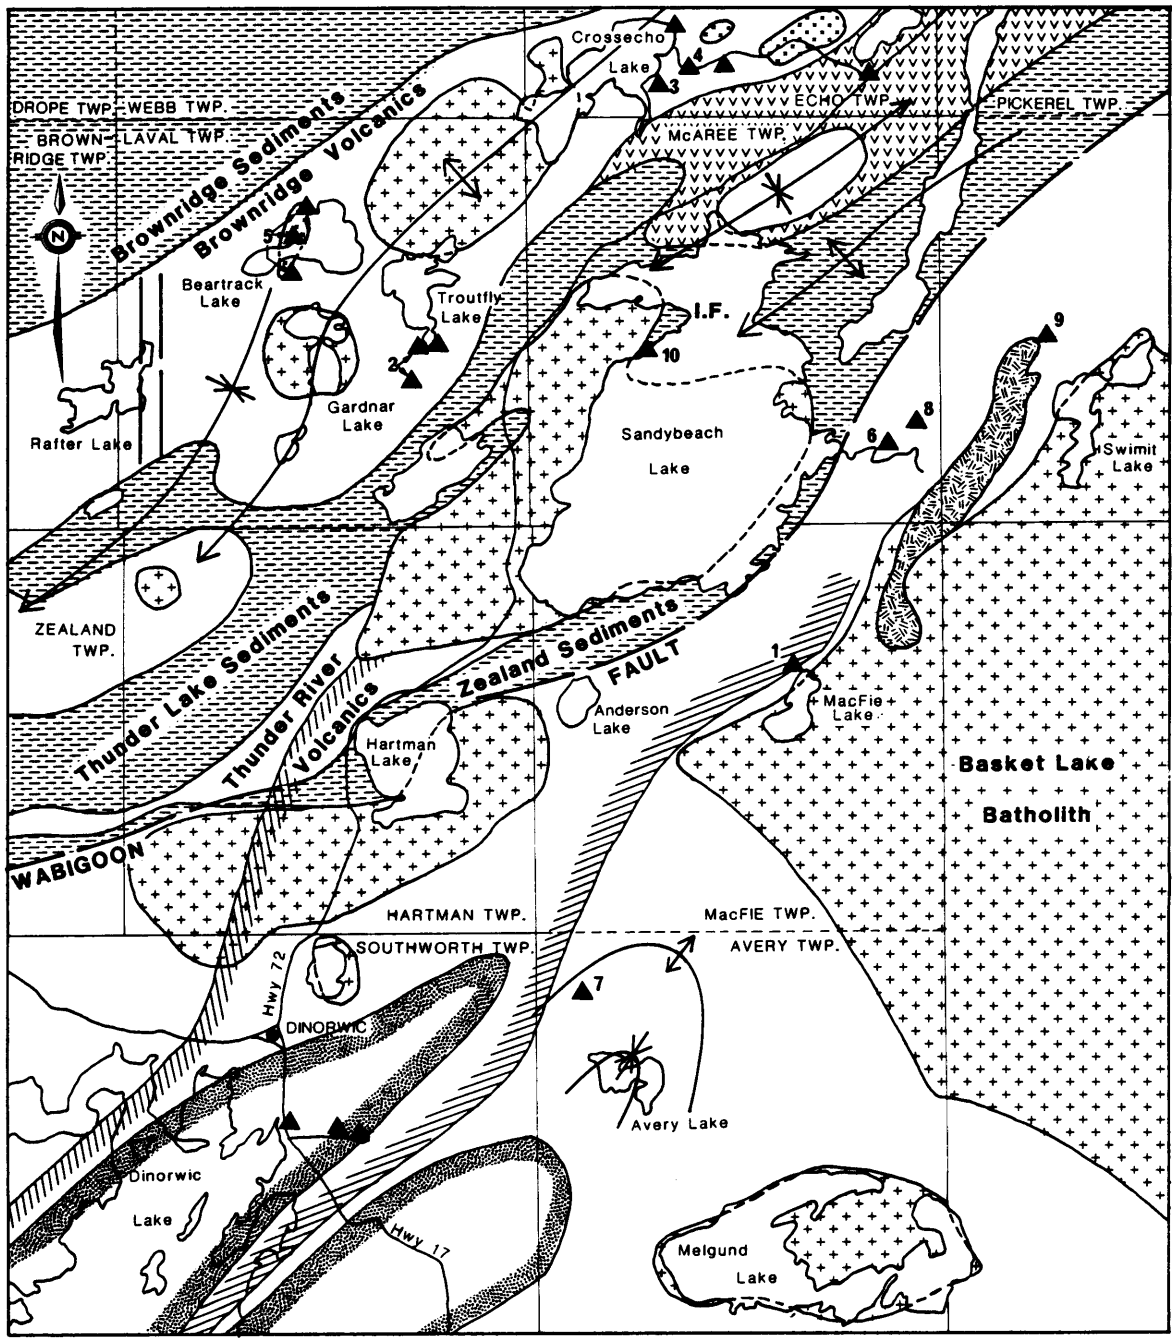 Crossecho
Lake
4
3
DROPE TWP.
WEBB TWP.
ECHO TWP.
PICKEREL TWP.
BROWN-
RIDGE TWP.
LAVAL TWP.
McAREE TWP.
Brownridge Sediments
Brownridge Volcanics
N
5
Beartrack
Lake
Troutfly
Lake
I.F.
9
10
2
Gardnar
Lake
Rafter Lake
Sandybeach
Lake
8
6
Swimit
Lake
ZEALAND
TWP.
Thunder Lake Sediments
Thunder River
Volcanics
Zealand Sediments
FAULT
1
Anderson
Lake
MacFie
Lake
Hartman
Lake
Basket Lake
Batholith
WABIGOON
HARTMAN TWP.
MacFIE TWP.
SOUTHWORTH TWP.
AVERY TWP.
Hwy 72
7
DINORWIC
Avery Lake
Dinorwic
Lake
Hwy 17
Melgund
Lake